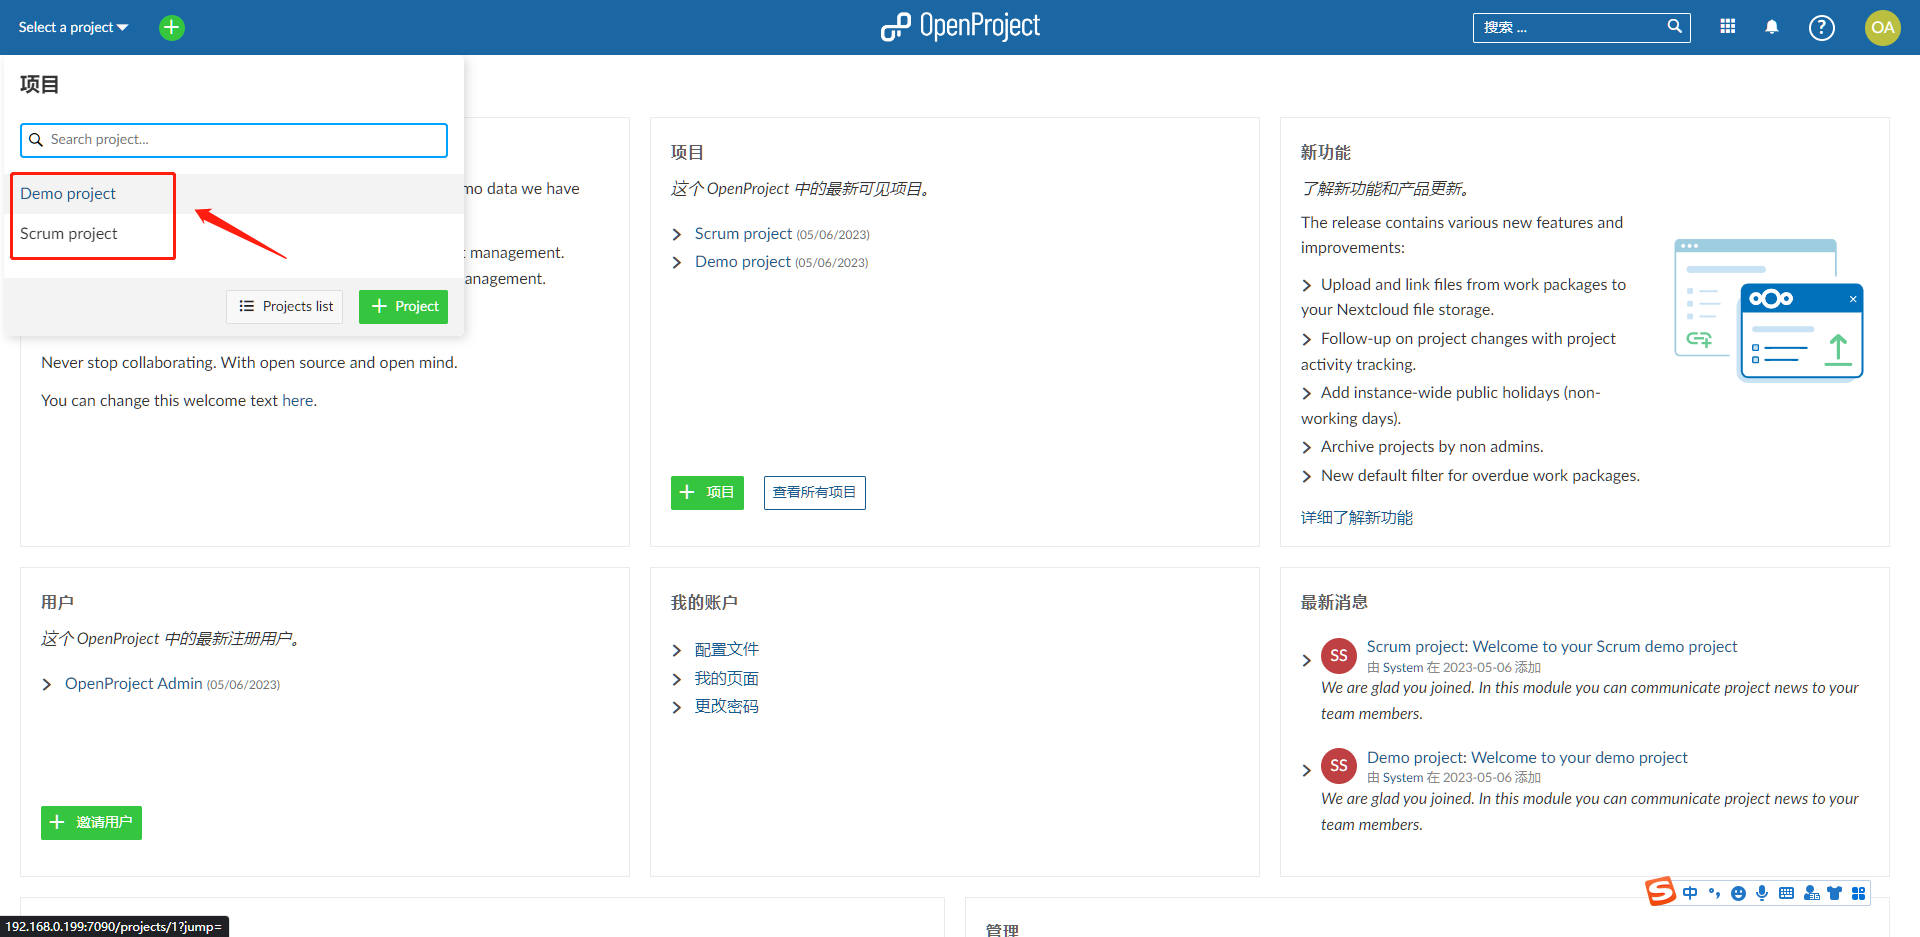 Select a project
OpenProject
搜索 ...
OA
项目
Search project...
Demo project
Scrum project
Projects list
Project
mo data we have
management.
anagement.
Never stop collaborating. With open source and open mind.
You can change this welcome text here.
项目
这个 OpenProject 中的最新可见项目。
Scrum project (05/06/2023)
Demo project (05/06/2023)
项目
查看所有项目
新功能
了解新功能和产品更新。
The release contains various new features and
improvements:
Upload and link files from work packages to
your Nextcloud file storage.
Follow-up on project changes with project
activity tracking.
Add instance-wide public holidays (non-
working days).
Archive projects by non admins.
New default filter for overdue work packages.
详细了解新功能
用户
这个 OpenProject 中的最新注册用户。
OpenProject Admin (05/06/2023)
邀请用户
我的账户
配置文件
我的页面
更改密码
最新消息
SS
Scrum project: Welcome to your Scrum demo project
由 System 在 2023-05-06 添加
We are glad you joined. In this module you can communicate project news to your
team members.
SS
Demo project: Welcome to your demo project
由 System 在 2023-05-06 添加
We are glad you joined. In this module you can communicate project news to your
team members.
中
192.168.0.199:7090/projects/1?jump=
管理